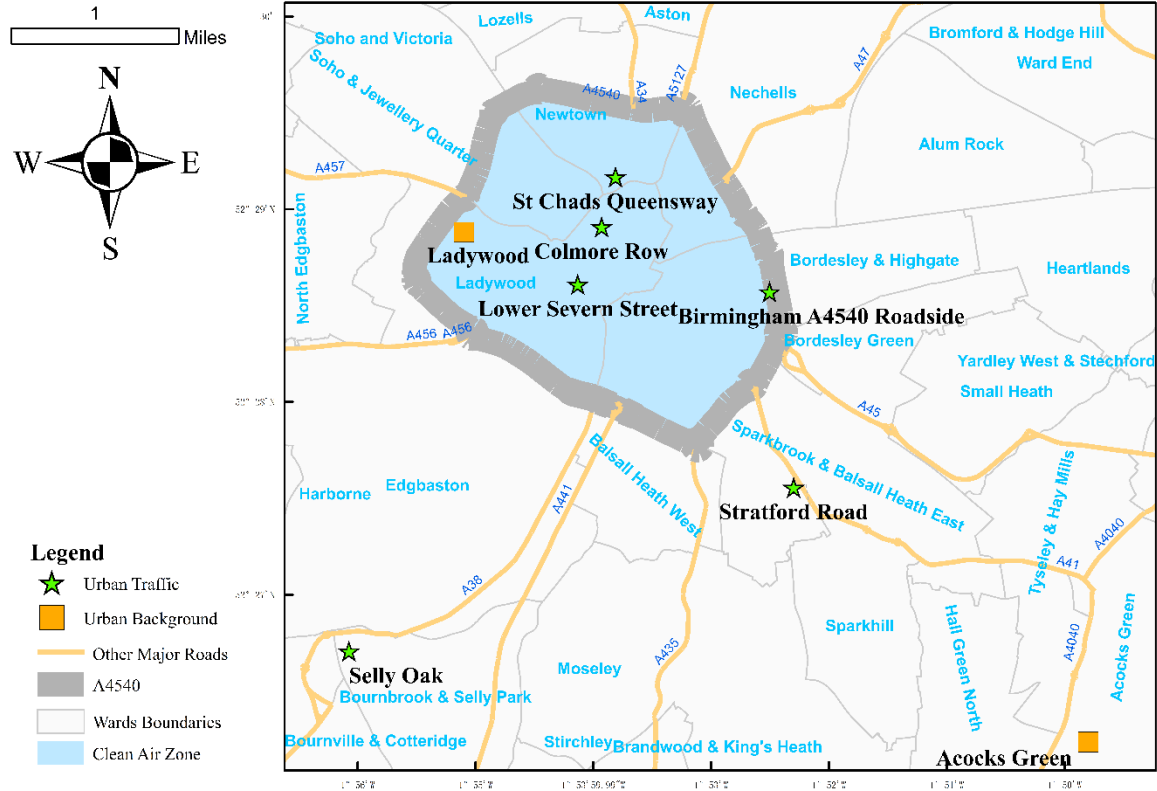 1
Miles
N
W
E
S
Lozells
Aston
Soho and Victoria
Bromford & Hodge Hill
Ward End
Soho & Jewellery Quarter
A4540
A34
A5127
A47
Nechells
Newtown
Alum Rock
A457
St Chads Queensway
Colmore Row
Ladywood
Ladywood
North Edgbaston
Bordesley & Highgate
Heartlands
Lower Severn Street
Birmingham A4540 Roadside
A456
A456
Bordesley Green
Yardley West & Stechford
Small Heath
A45
Balsall Heath West
Sparkbrook & Balsall Heath East
Harborne
Edgbaston
A441
Stratford Road
Tyseley & Hay Mills
A4040
A41
A38
Legend
Urban Traffic
Urban Background
Other Major Roads
A4540
Wards Boundaries
Clean Air Zone
Sparkhill
Hall Green North
A4040
Acocks Green
A435
Moseley
Selly Oak
Bournbrook & Selly Park
Bournville & Cotteridge
Stirchley
Brandwood & King's Heath
Acocks Green